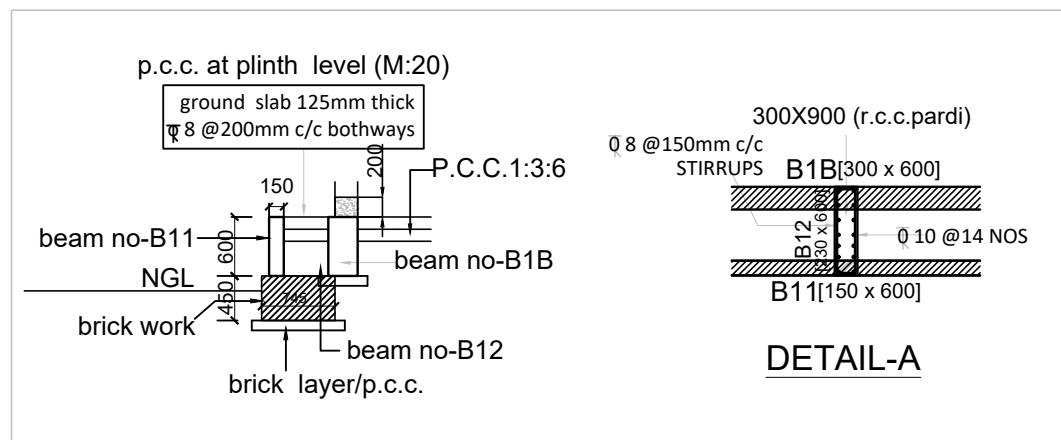 p.c.c. at plinth level (M:20)
ground slab 125mm thick
8 @200mm c/c bothways
200
150
P.C.C.1:3:6
beam no-B11
600
beam no-B1B
NGL
450
745
brick work
beam no-B12
brick layer/p.c.c.
300X900 (r.c.c.pardi)
8 @150mm c/c
STIRRUPS
B1B[300 x 600]
B12
[230 x 600]
10 @14 NOS
B11[150 x 600]
DETAIL-A